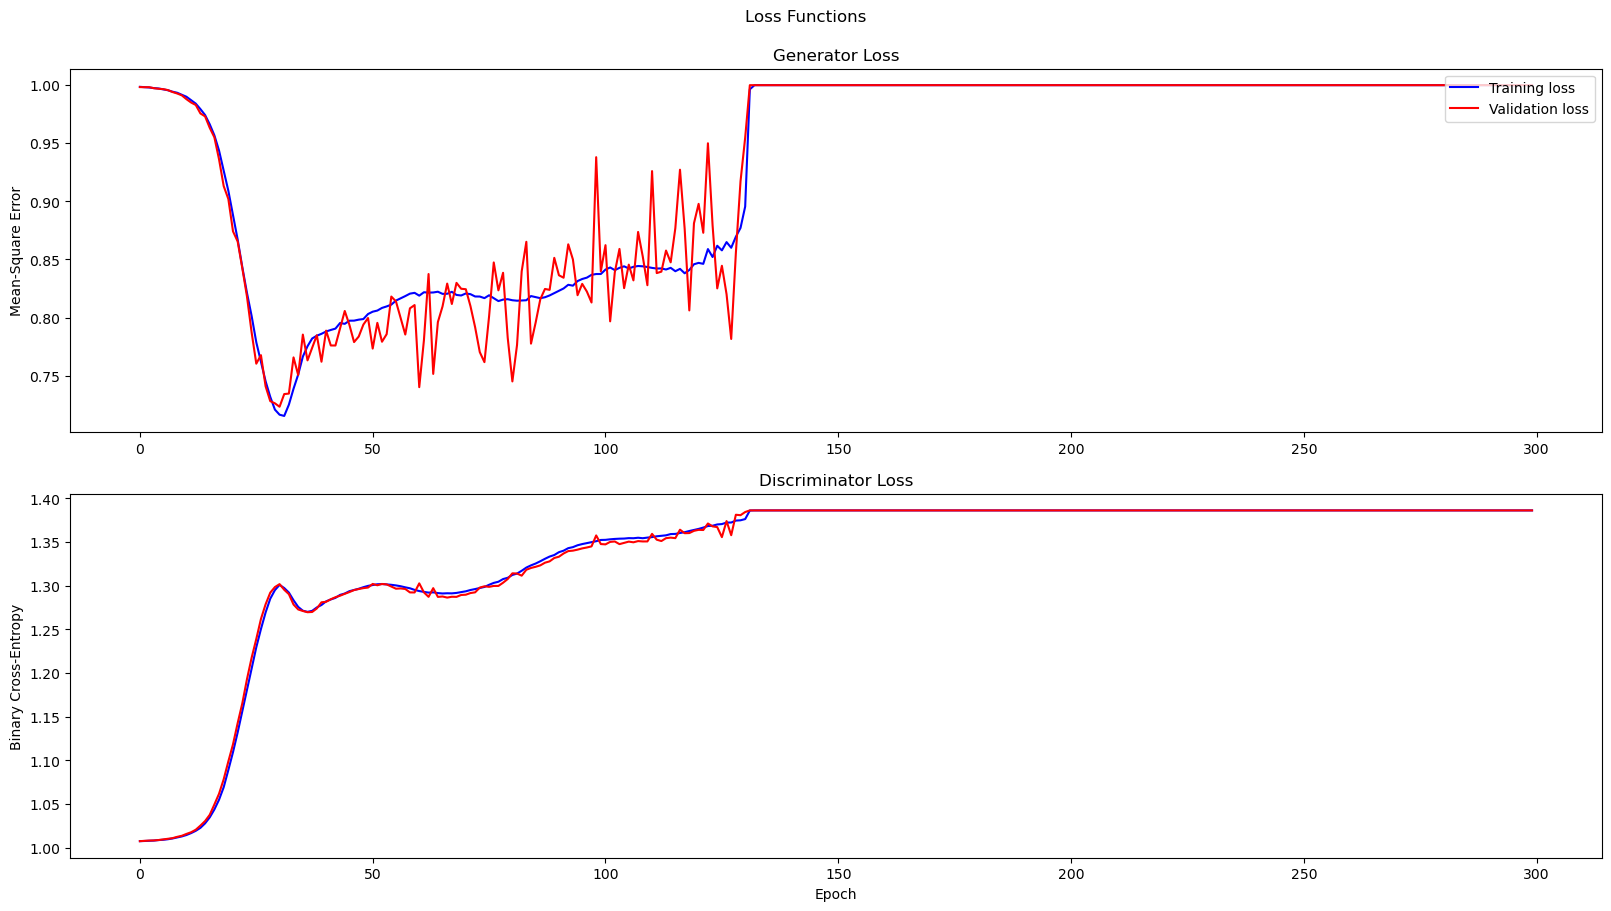 Loss Functions
Generator Loss
Mean-Square Error
1.00
0.95
0.90
0.85
0.80
0.75
Training loss
Validation loss
0 50 100 150 200 250 300
Discriminator Loss
Binary Cross-Entropy
1.40
1.35
1.30
1.25
1.20
1.15
1.10
1.05
1.00
0 50 100 150 200 250 300
Epoch